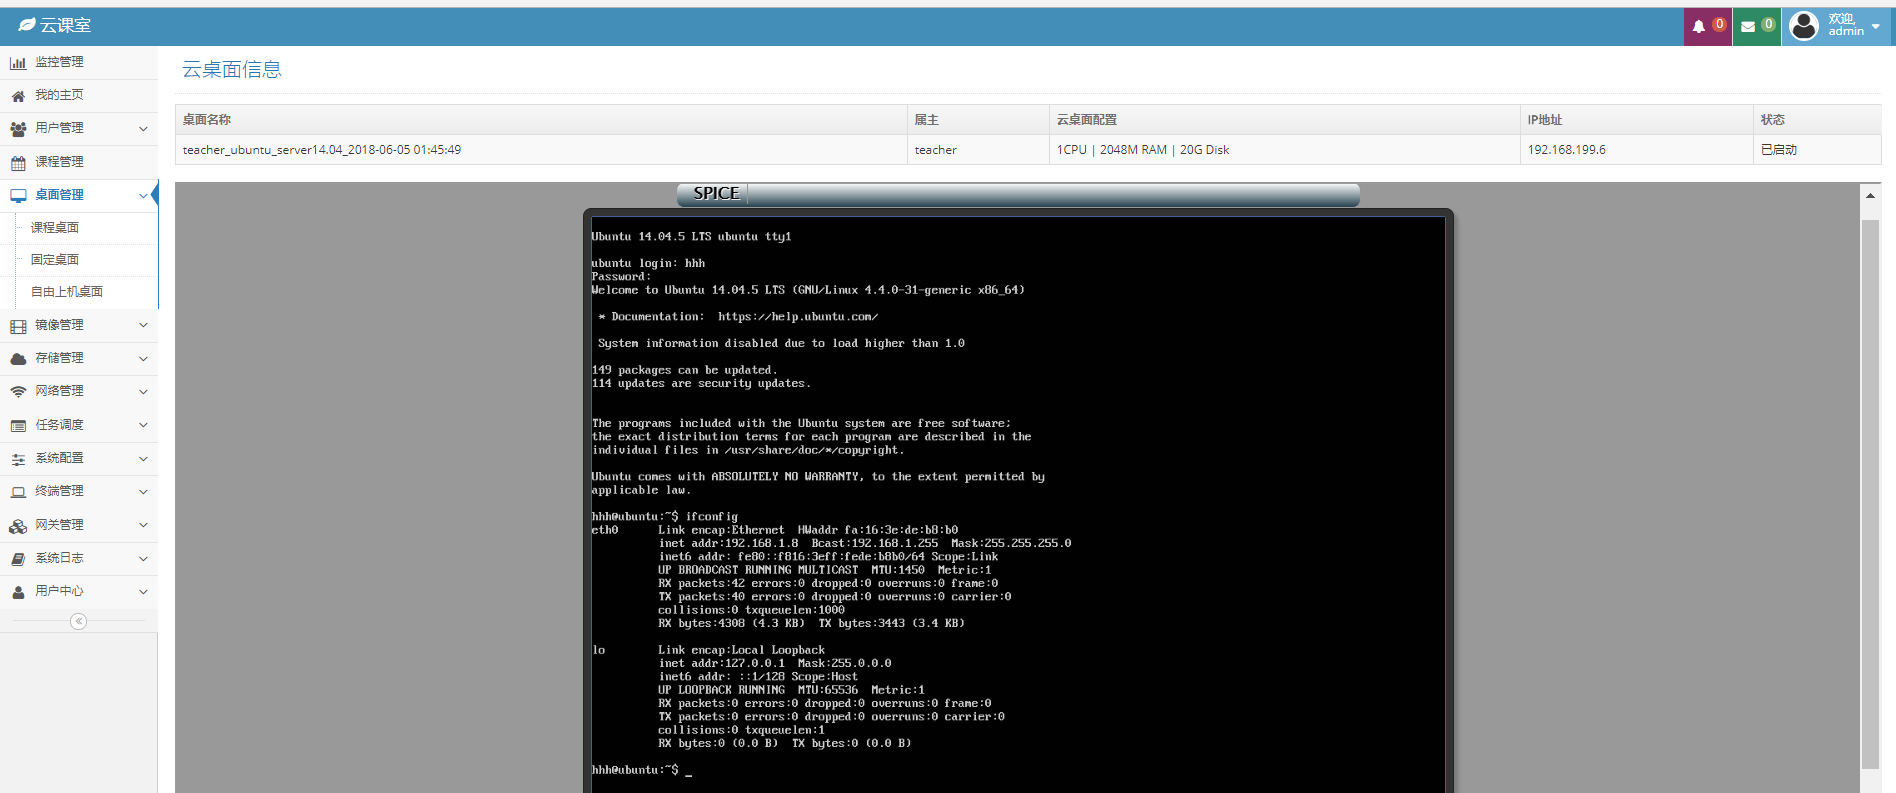 云课室
0
0
欢迎,
admin
监控管理
我的主页
用户管理
课程管理
桌面管理
课程桌面
固定桌面
自由上机桌面
镜像管理
存储管理
网络管理
任务调度
系统配置
终端管理
网关管理
系统日志
用户中心
云桌面信息
桌面名称 属主 云桌面配置 IP地址 状态
teacher_ubuntu_server14.04_2018-06-05 01:45:49 teacher 1CPU | 2048M RAM | 20G Disk 192.168.199.6 已启动
SPICE
Ubuntu 14.04.5 LTS ubuntu tty1
ubuntu login: hhh
Password:
Welcome to Ubuntu 14.04.5 LTS (GNU/Linux 4.4.0-31-generic x86_64)
* Documentation:  https://help.ubuntu.com/
System information disabled due to load higher than 1.0
149 packages can be updated.
114 updates are security updates.
The programs included with the Ubuntu system are free software;
the exact distribution terms for each program are described in the
individual files in /usr/share/doc/*/copyright.
Ubuntu comes with ABSOLUTELY NO WARRANTY, to the extent permitted by
applicable law.
hhh@ubuntu:~$ ifconfig
eth0      Link encap:Ethernet  HWaddr fa:16:3e:de:b8:b0
inet addr:192.168.1.8  Bcast:192.168.1.255  Mask:255.255.255.0
inet6 addr: fe80::f816:3eff:fede:b8b0/64 Scope:Link
UP BROADCAST RUNNING MULTICAST  MTU:1450  Metric:1
RX packets:42 errors:0 dropped:0 overruns:0 frame:0
TX packets:40 errors:0 dropped:0 overruns:0 carrier:0
collisions:0 txqueuelen:1000
RX bytes:4308 (4.3 KB)  TX bytes:3443 (3.4 KB)
lo        Link encap:Local Loopback
inet addr:127.0.0.1  Mask:255.0.0.0
inet6 addr: ::1/128 Scope:Host
UP LOOPBACK RUNNING  MTU:65536  Metric:1
RX packets:0 errors:0 dropped:0 overruns:0 frame:0
TX packets:0 errors:0 dropped:0 overruns:0 carrier:0
collisions:0 txqueuelen:1
RX bytes:0 (0.0 B)  TX bytes:0 (0.0 B)
hhh@ubuntu:~$ _